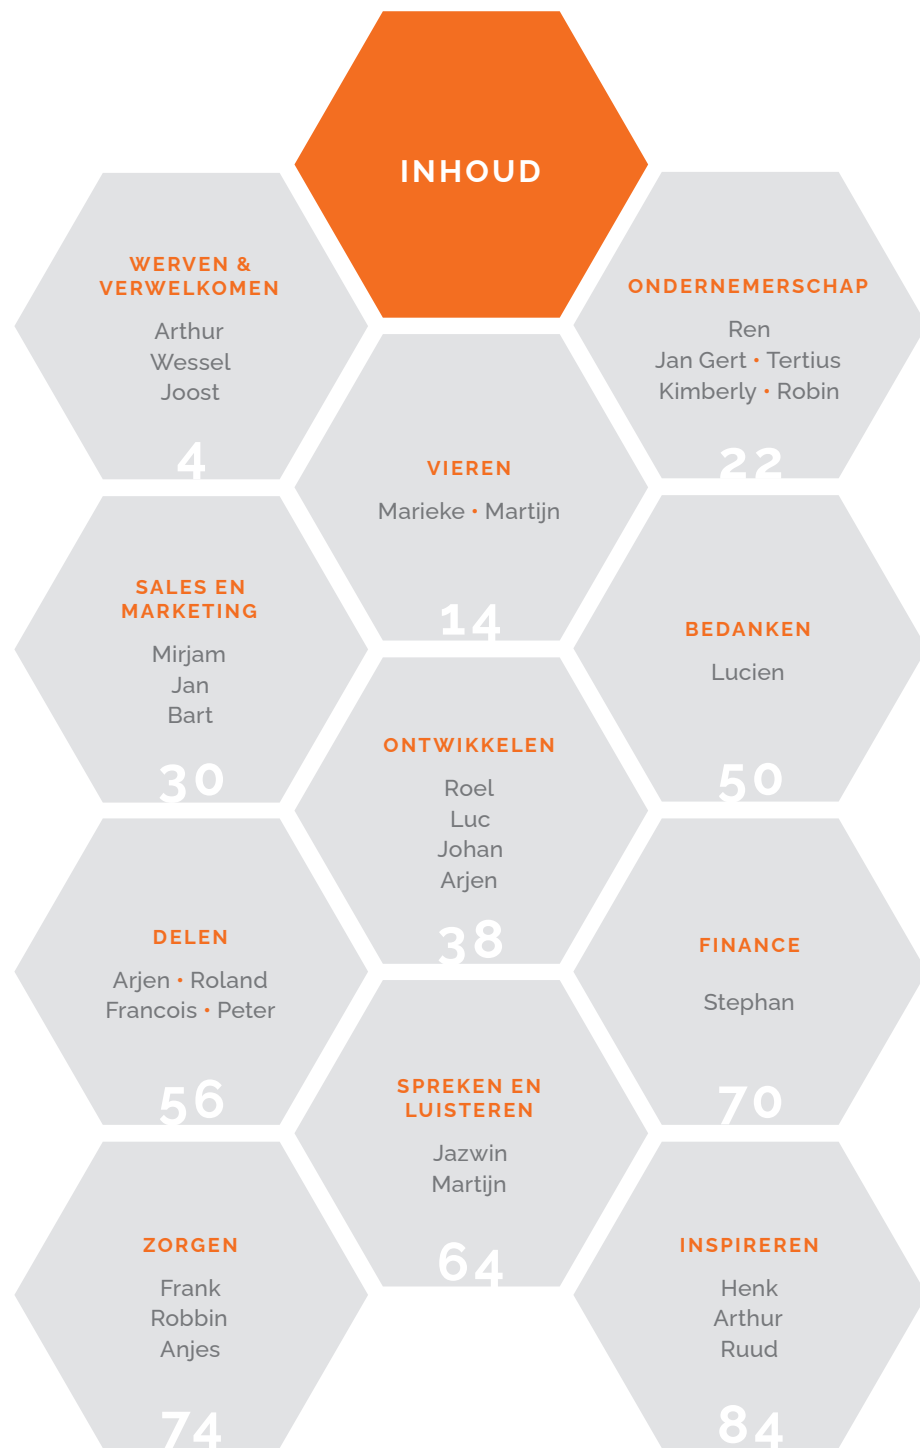 INHOUD
WERVEN &
VERWELKOMEN
Arthur
Wessel
Joost
4
VIEREN
Marieke • Martijn
14
ONDERNEMERSCHAP
Ren
Jan Gert • Tertius
Kimberly • Robin
22
SALES EN
MARKETING
Mirjam
Jan
Bart
30
ONTWIKKELEN
Roel
Luc
Johan
Arjen
38
BEDANKEN
Lucien
50
DELEN
Arjen • Roland
Francois • Peter
56
SPREKEN EN
LUISTEREN
Jazwin
Martijn
64
FINANCE
Stephan
70
ZORGEN
Frank
Robbin
Anjes
74
INSPIREREN
Henk
Arthur
Ruud
84